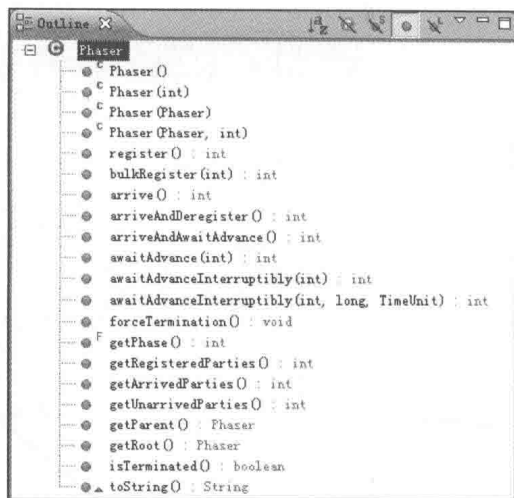 Outline
Phaser
Phaser()
Phaser(int)
Phaser(Phaser)
Phaser(Phaser, int)
register() : int
bulkRegister(int) : int
arrive() : int
arriveAndDeregister() : int
arriveAndAwaitAdvance() : int
awaitAdvance(int) : int
awaitAdvanceInterruptibly(int) : int
awaitAdvanceInterruptibly(int, long, TimeUnit) : int
forceTermination() : void
getPhase() : int
getRegisteredParties() : int
getArrivedParties() : int
getUnarrivedParties() : int
getParent() : Phaser
getRoot() : Phaser
isTerminated() : boolean
toString() : String